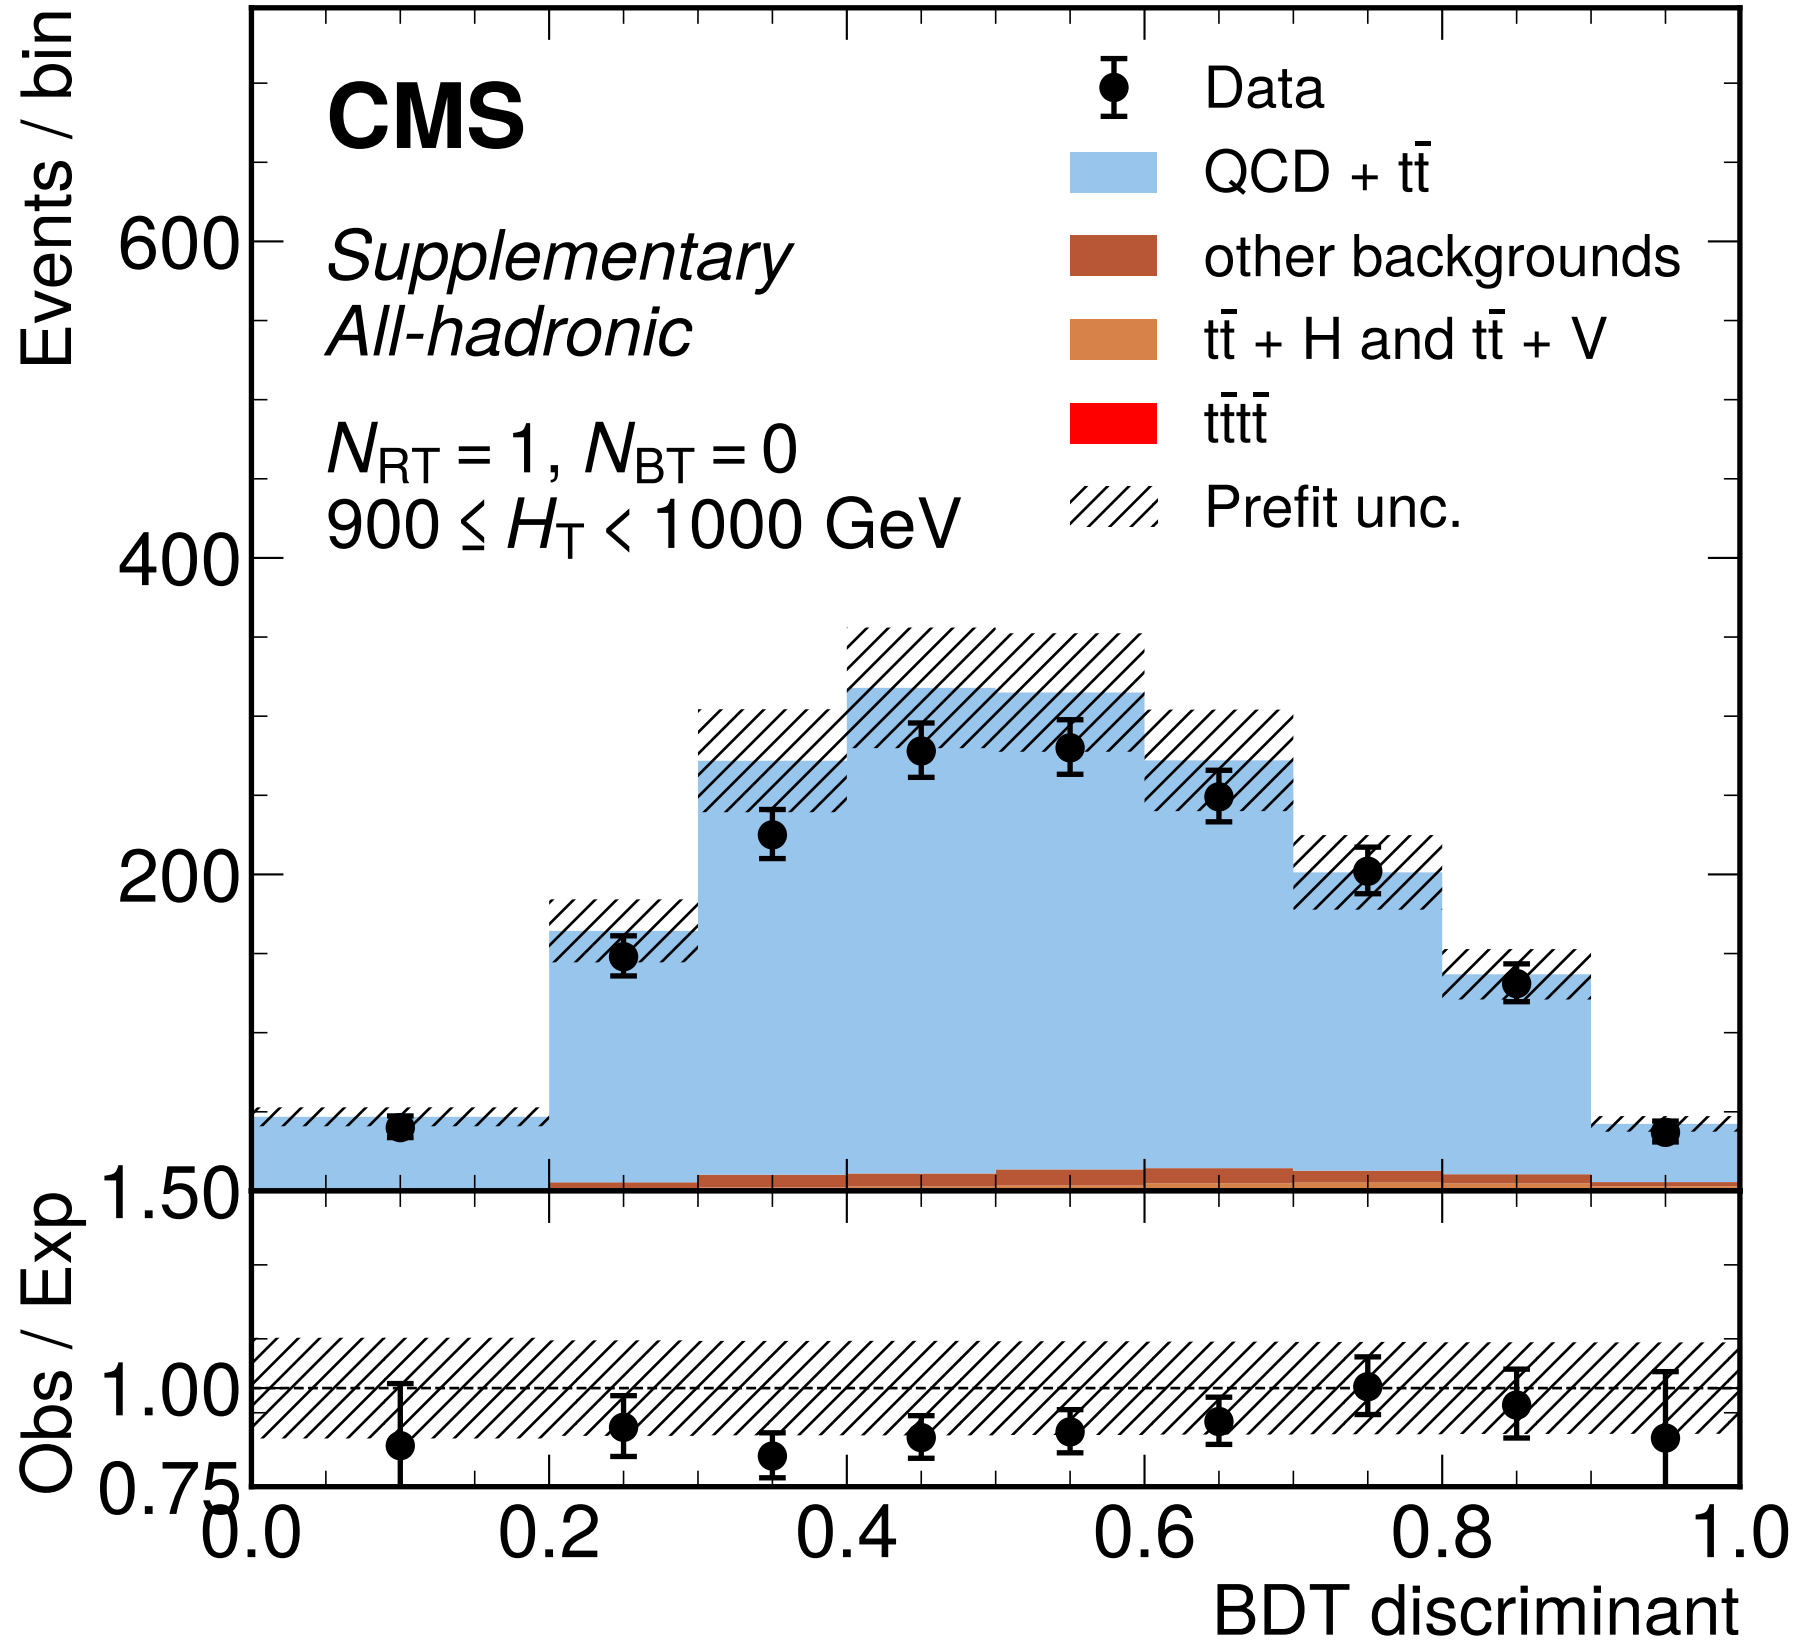 CMS
Supplementary
All-hadronic
N_RT = 1, N_BT = 0
900 ≤ H_T < 1000 GeV
Data
QCD + tt̄
other backgrounds
tt̄ + H and tt̄ + V
tt̄tt̄
Prefit unc.
Events / bin
600
400
200
Obs / Exp
1.50
1.00
0.75
0.0 0.2 0.4 0.6 0.8 1.0
BDT discriminant